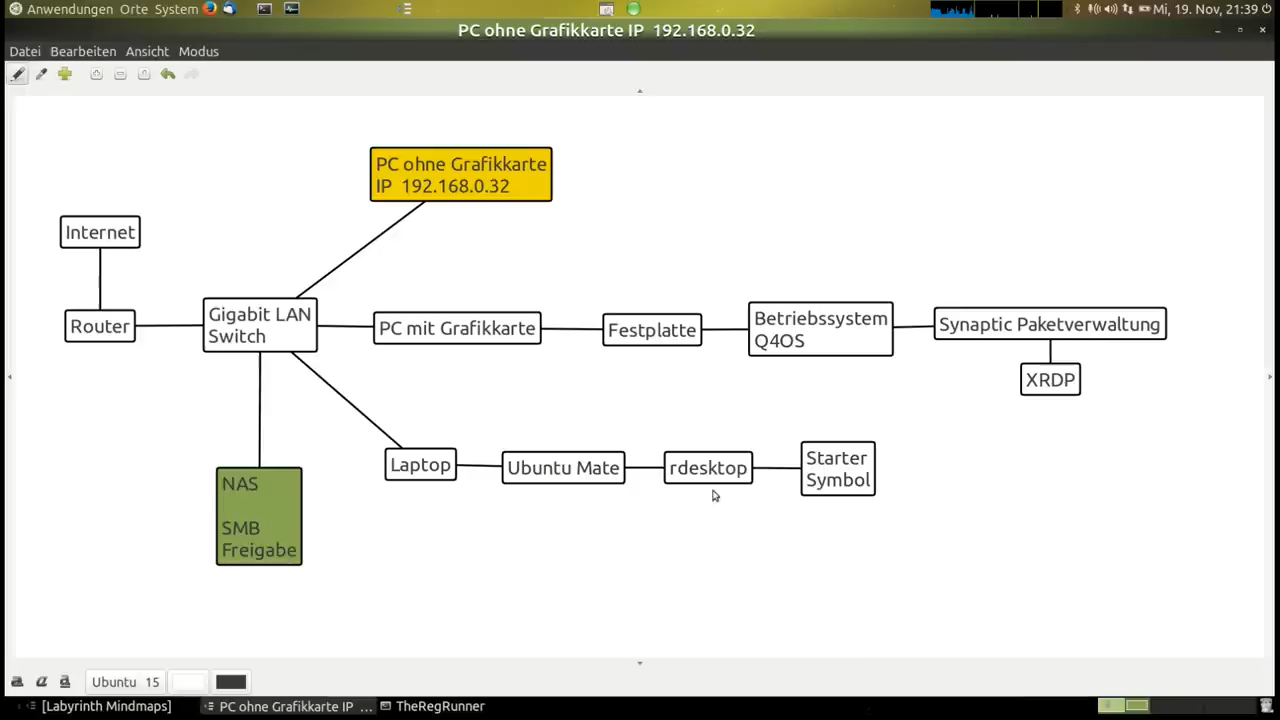 Anwendungen Orte System
Mi, 19. Nov, 21:39
PC ohne Grafikkarte IP 192.168.0.32
Datei Bearbeiten Ansicht Modus
PC ohne Grafikkarte
IP 192.168.0.32
Internet
Router
Gigabit LAN
Switch
PC mit Grafikkarte
Festplatte
Betriebssystem
Q4OS
Synaptic Paketverwaltung
XRDP
Laptop
Ubuntu Mate
rdesktop
Starter
Symbol
NAS
SMB
Freigabe
Ubuntu 15
[Labyrinth Mindmaps]
PC ohne Grafikkarte IP ...
TheRegRunner